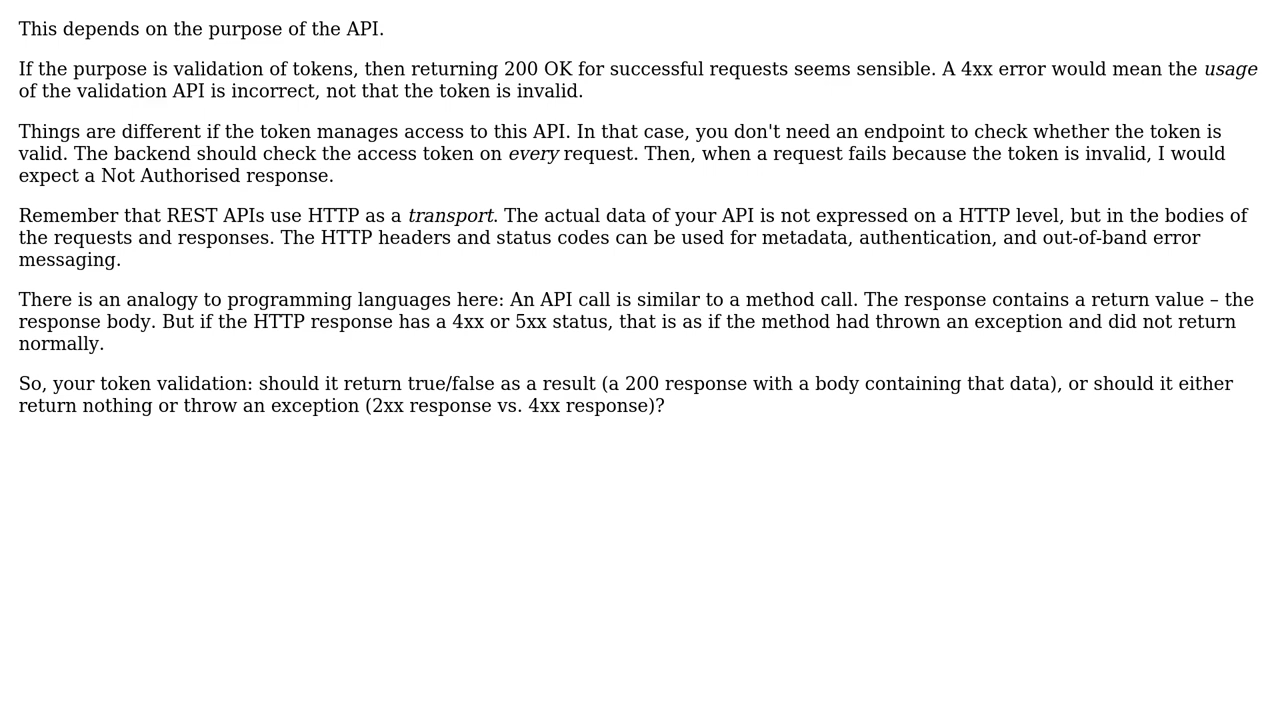 This depends on the purpose of the API.
If the purpose is validation of tokens, then returning 200 OK for successful requests seems sensible. A 4xx error would mean the usage
of the validation API is incorrect, not that the token is invalid.
Things are different if the token manages access to this API. In that case, you don't need an endpoint to check whether the token is
valid. The backend should check the access token on every request. Then, when a request fails because the token is invalid, I would
expect a Not Authorised response.
Remember that REST APIs use HTTP as a transport. The actual data of your API is not expressed on a HTTP level, but in the bodies of
the requests and responses. The HTTP headers and status codes can be used for metadata, authentication, and out-of-band error
messaging.
There is an analogy to programming languages here: An API call is similar to a method call. The response contains a return value – the
response body. But if the HTTP response has a 4xx or 5xx status, that is as if the method had thrown an exception and did not return
normally.
So, your token validation: should it return true/false as a result (a 200 response with a body containing that data), or should it either
return nothing or throw an exception (2xx response vs. 4xx response)?